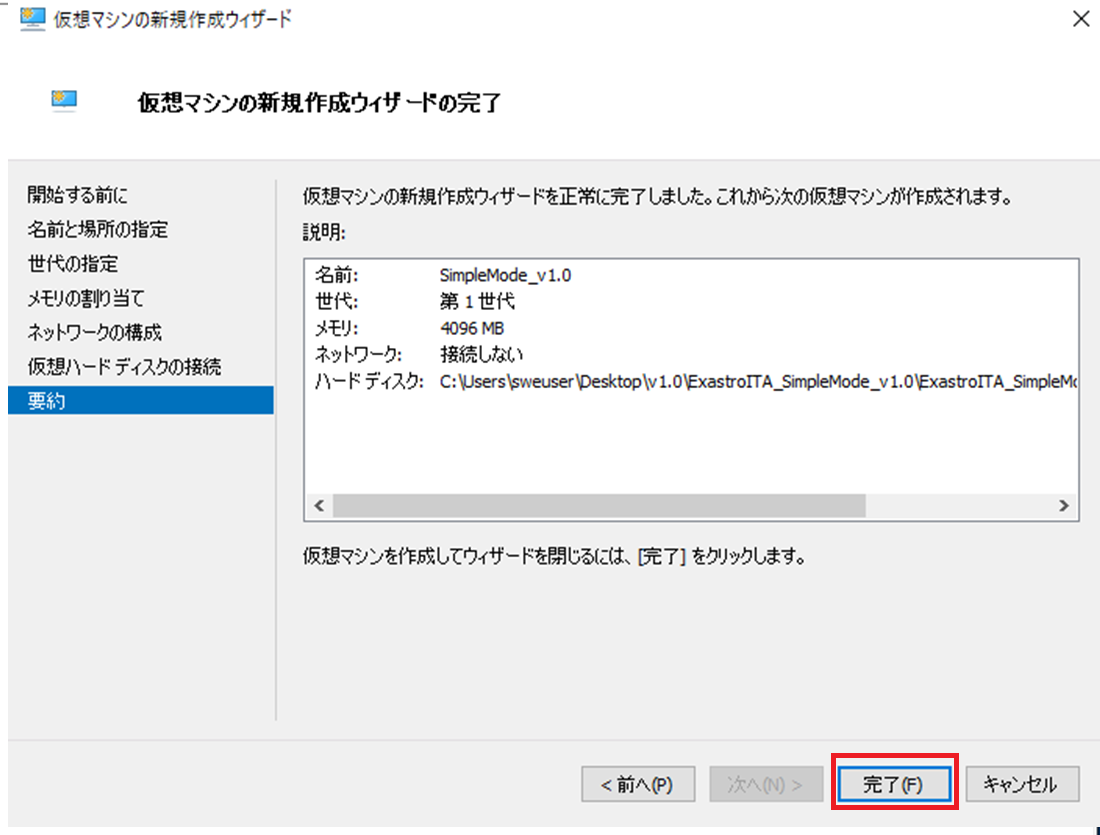 仮想マシンの新規作成ウィザード
仮想マシンの新規作成ウィザードの完了
開始する前に
名前と場所の指定
世代の指定
メモリの割り当て
ネットワークの構成
仮想ハード ディスクの接続
要約
仮想マシンの新規作成ウィザードを正常に完了しました。これから次の仮想マシンが作成されます。
説明:
名前: SimpleMode_v1.0
世代: 第 1 世代
メモリ: 4096 MB
ネットワーク: 接続しない
ハード ディスク: C:\Users\sweuser\Desktop\v1.0\ExastroITA_SimpleMode_v1.0\ExastroITA_SimpleMo
仮想マシンを作成してウィザードを閉じるには、[完了] をクリックします。
< 前へ(P) 次へ(N) > 完了(F) キャンセル